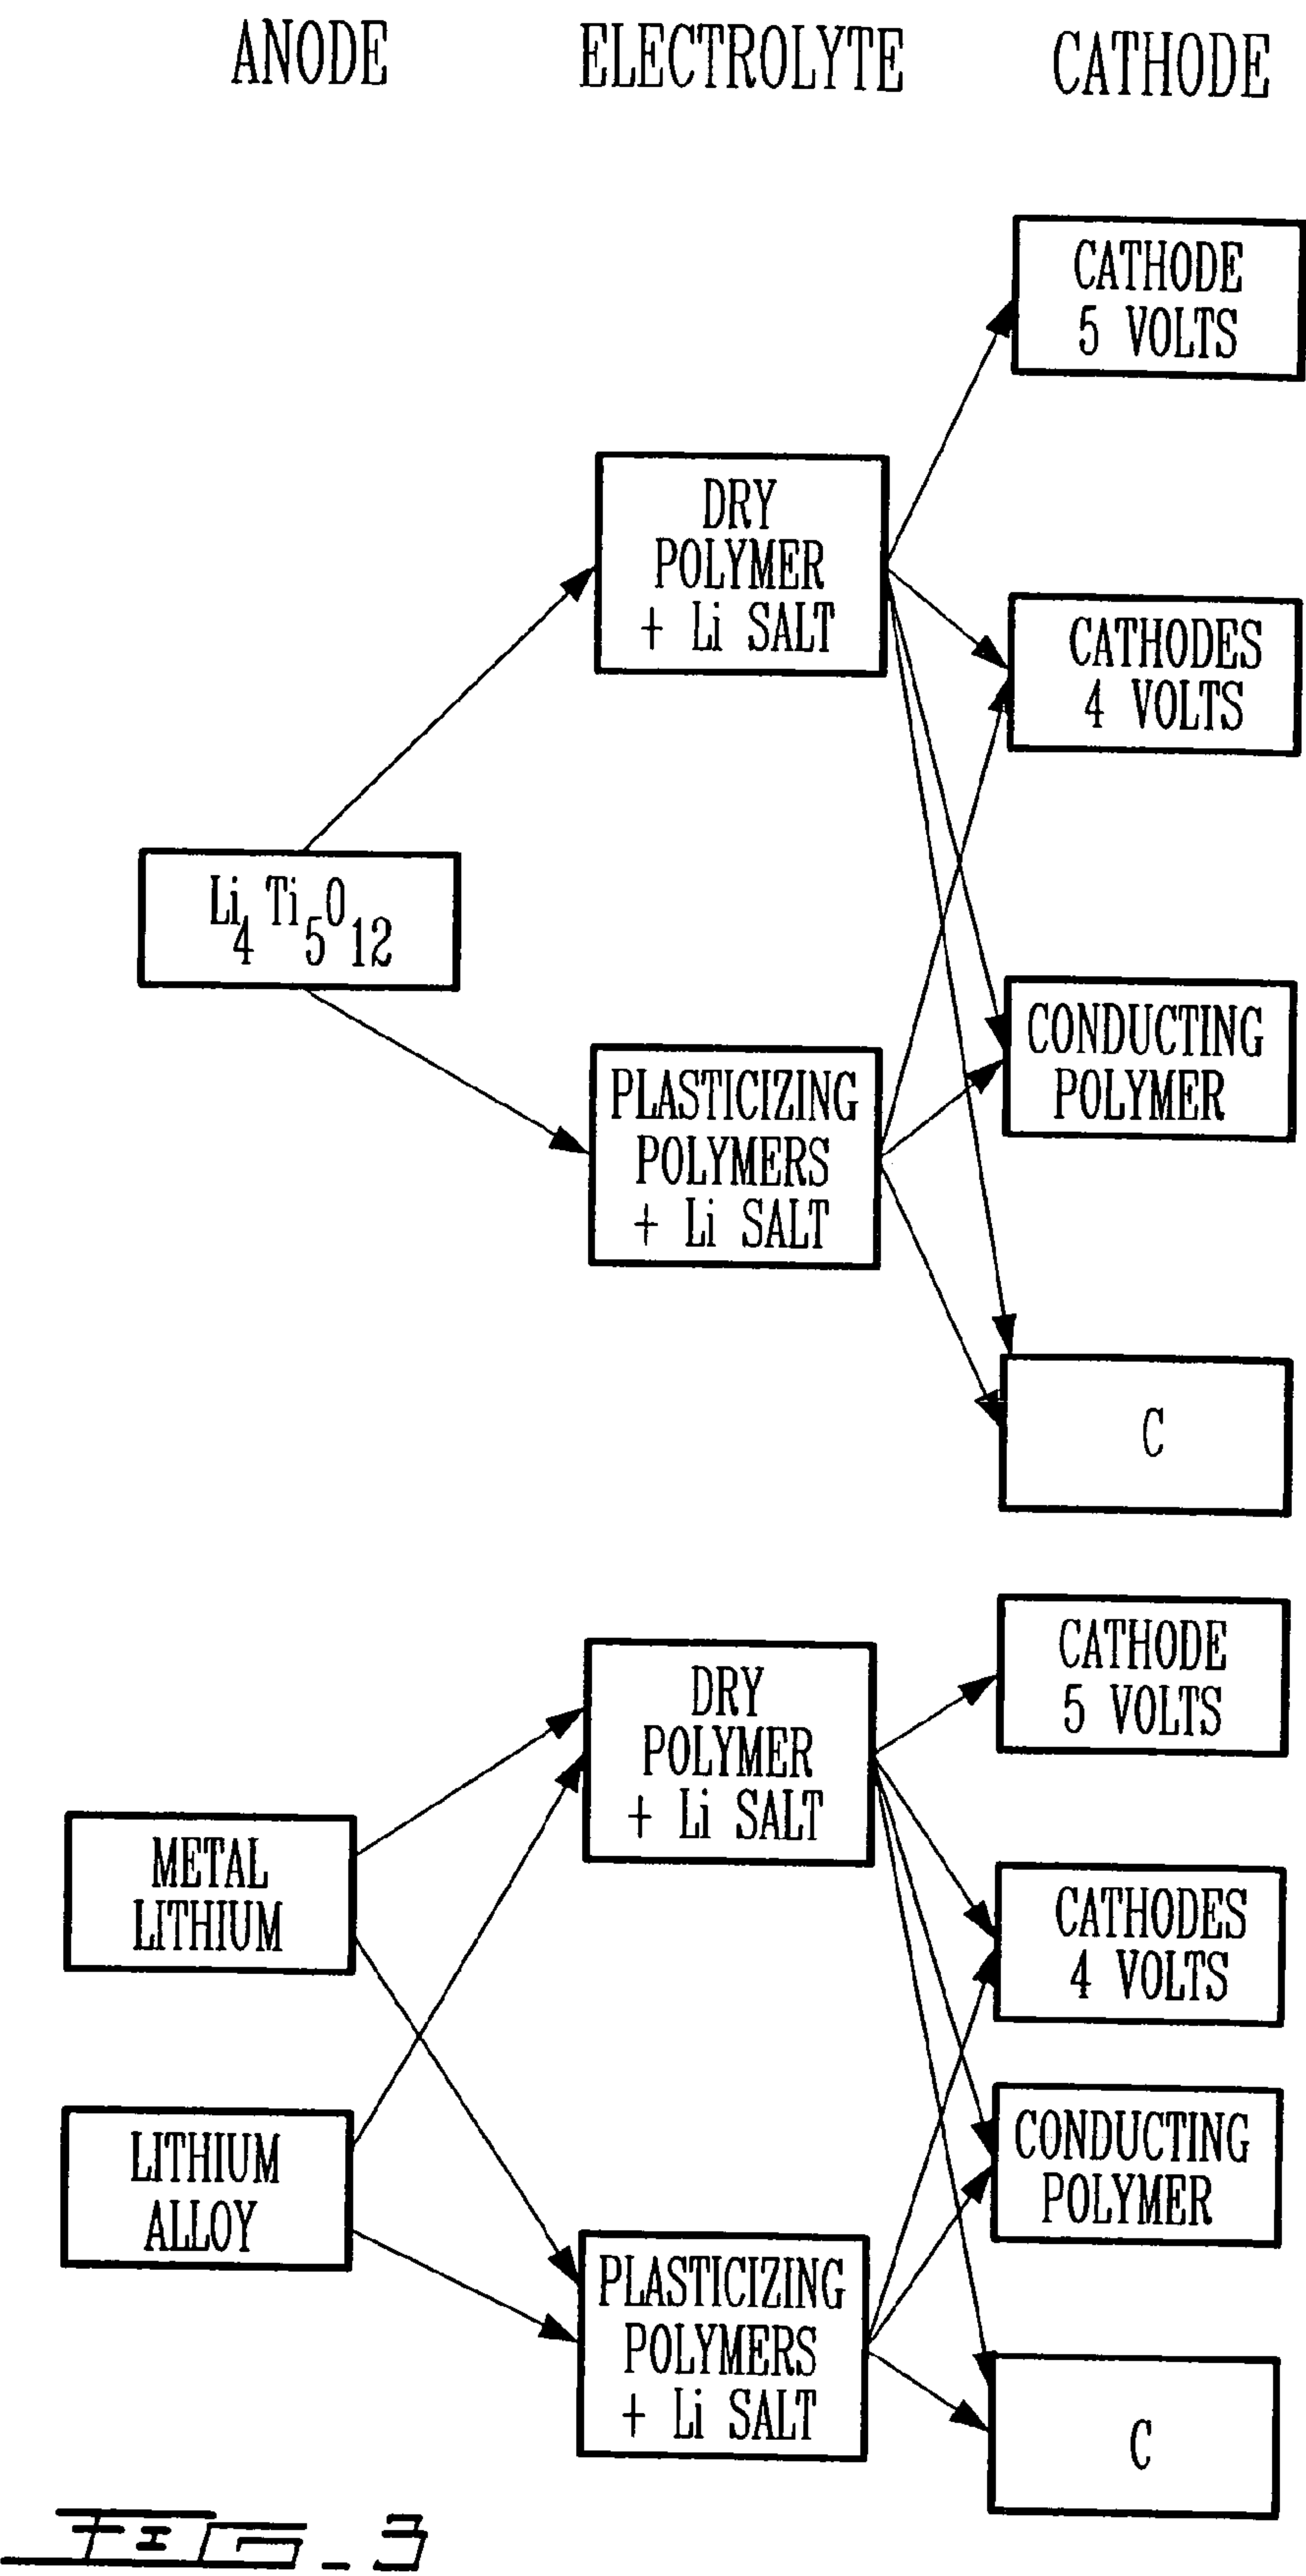 ANODE ELECTROLYTE CATHODE
CATHODE
5 VOLTS
DRY
POLYMER
+ Li SALT
CATHODES
4 VOLTS
Li4 Ti5O12
CONDUCTING
POLYMER
PLASTICIZING
POLYMERS
+ Li SALT
C
CATHODE
5 VOLTS
DRY
POLYMER
+ Li SALT
METAL
LITHIUM
CATHODES
4 VOLTS
LITHIUM
ALLOY
CONDUCTING
POLYMER
PLASTICIZING
POLYMERS
+ Li SALT
C
FIG_3